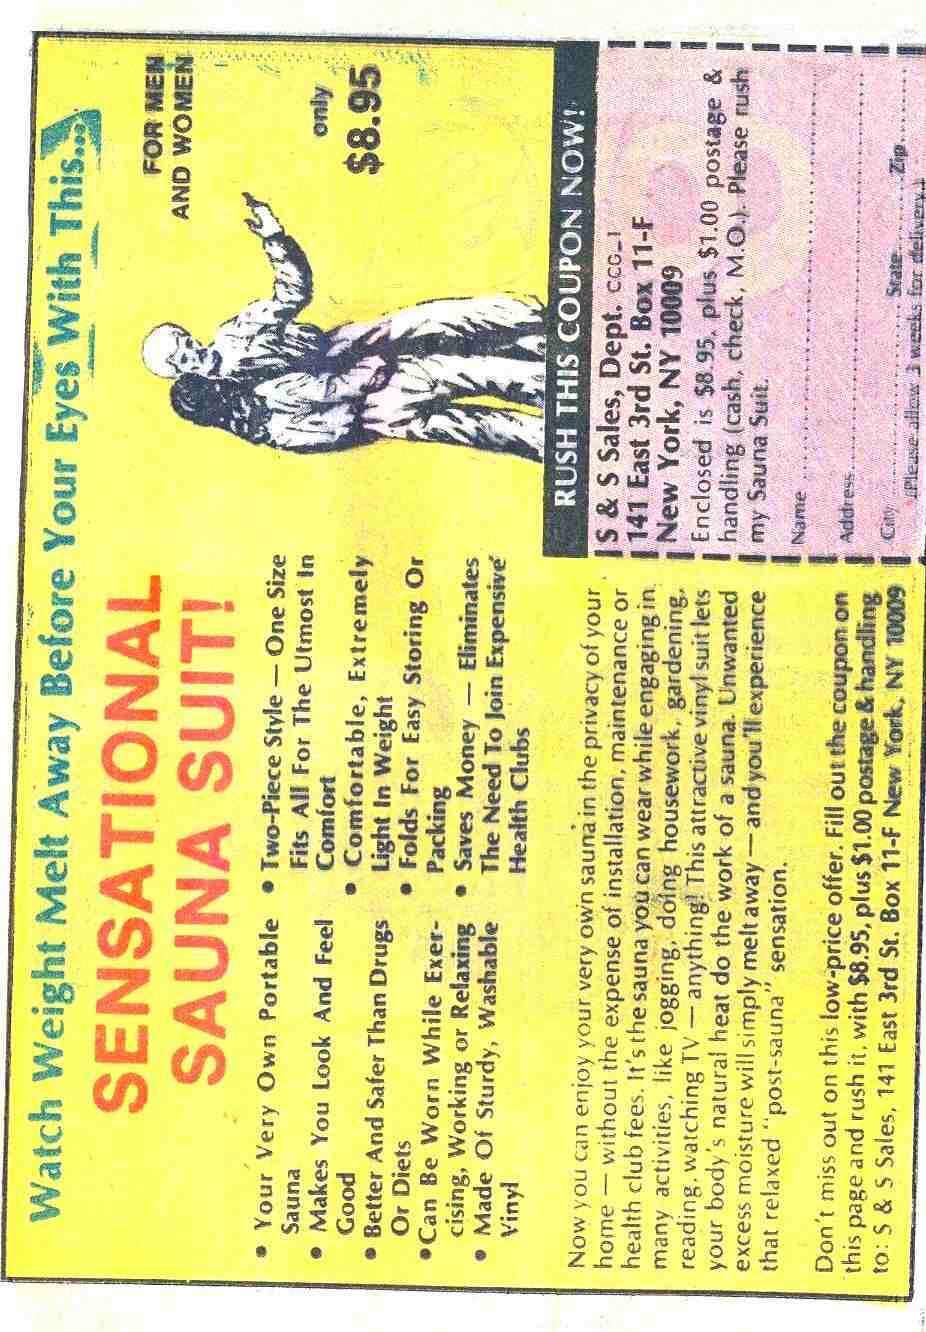 Watch Weight Melt Away Before Your Eyes With This...
SENSATIONAL
SAUNA SUIT!
FOR MEN
AND WOMEN
only
$8.95
• Your Very Own Portable
Sauna
• Makes You Look And Feel
Good
• Better And Safer Than Drugs
Or Diets
• Can Be Worn While Exer-
cising, Working or Relaxing
• Made Of Sturdy, Washable
Vinyl
• Two-Piece Style — One Size
Fits All For The Utmost In
Comfort
• Comfortable, Extremely
Light In Weight
• Folds For Easy Storing Or
Packing
• Saves Money — Eliminates
The Need To Join Expensive
Health Clubs
Now you can enjoy your very own sauna in the privacy of your
home — without the expense of installation, maintenance or
health club fees. It's the sauna you can wear while engaging in
many activities, like jogging, doing housework, gardening,
reading, watching TV — anything! This attractive vinyl suit lets
your body's natural heat do the work of a sauna. Unwanted
excess moisture will simply melt away — and you'll experience
that relaxed "post-sauna" sensation.
Don't miss out on this low-price offer. Fill out the coupon on
this page and rush it, with $8.95, plus $1.00 postage & handling
to: S & S Sales, 141 East 3rd St. Box 11-F New York, NY 10009
RUSH THIS COUPON NOW!
S & S Sales, Dept. CCG-1
141 East 3rd St. Box 11-F
New York, NY 10009
Enclosed is $8.95, plus $1.00 postage &
handling (cash, check, M.O.). Please rush
my Sauna Suit.
Name
Address
City State Zip
(Please allow 3 weeks for delivery.)